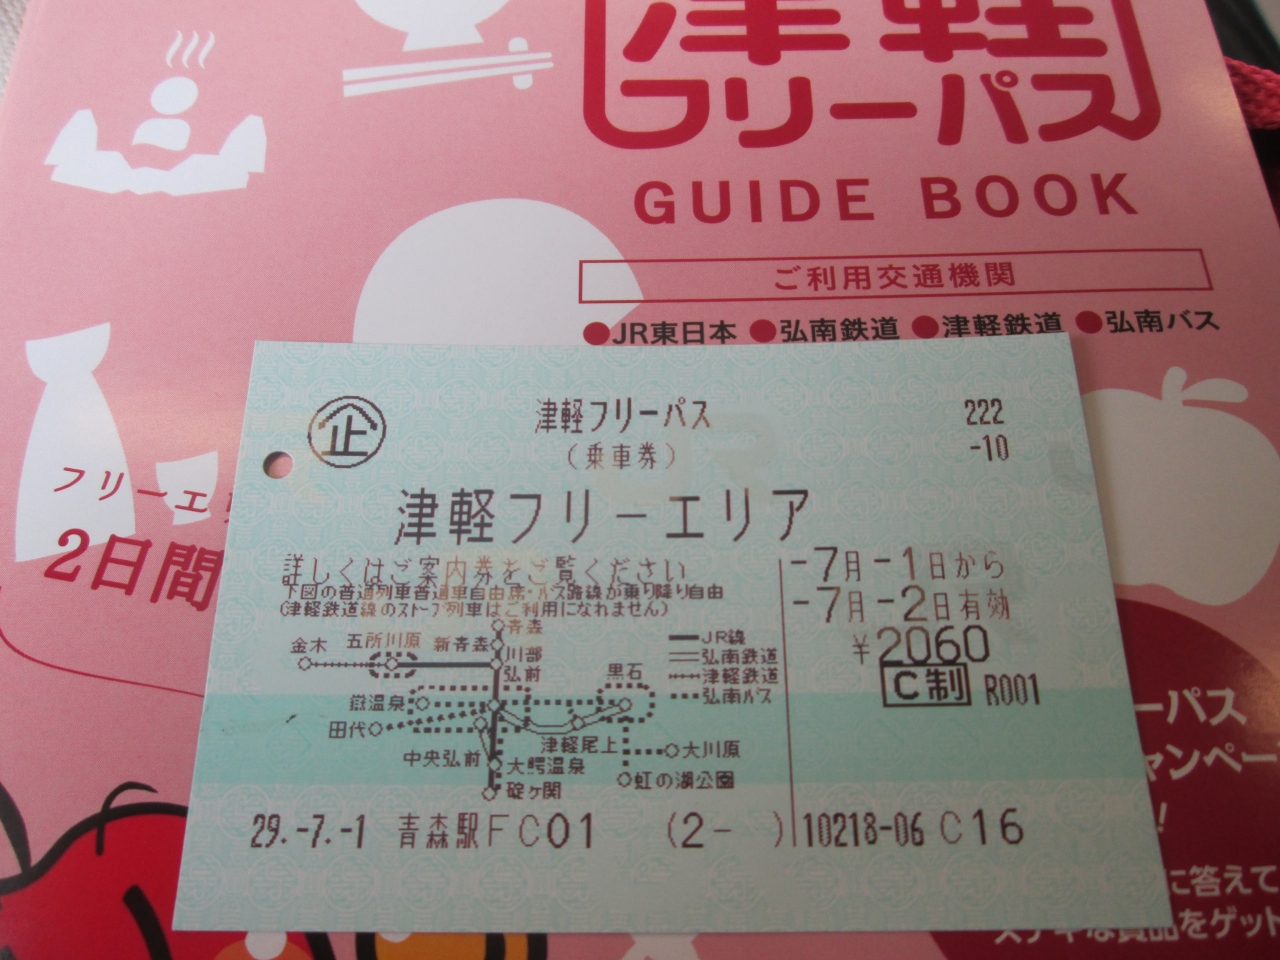 津軽
フリーパス
GUIDE BOOK
ご利用交通機関
●JR東日本 ●弘南鉄道 ●津軽鉄道 ●弘南バス
フリーエ
2日間
企
津軽フリーパス
(乗車券)
222
-10
津軽フリーエリア
詳しくはご案内券をご覧ください
下図の普通列車普通車自由席・バス路線が乗り降り自由
(津軽鉄道線のストーブ列車はご利用になれません)
-7月-1日から
-7月-2日有効
¥2060
C制 R001
青森
金木 五所川原 新青森
川部
弘前
黒石
嶽温泉
田代
津軽尾上
中央弘前
大鰐温泉
大川原
虹の湖公園
碇ヶ関
JR線
弘南鉄道
津軽鉄道
弘南バス
29.-7.-1 青森駅FC01 (2- ) 10218-06 C16
ーパス
ャンペー
!
に答えて
ステキな賞品をゲット